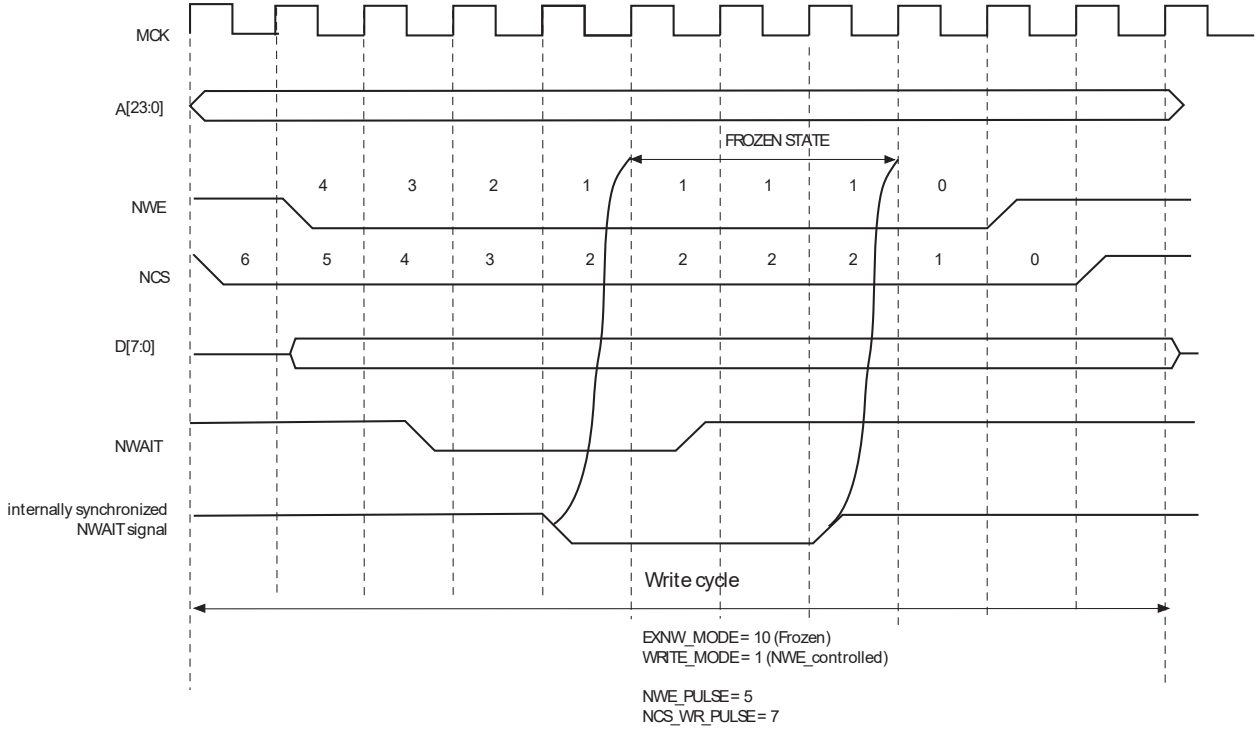 MCK
A[23:0]
FROZEN STATE
4 3 2 1 1 1 1 0
NWE
6 5 4 3 2 2 2 2 1 0
NCS
D[7:0]
NWAIT
internally synchronized
NWAIT signal
Write cycle
EXNW_MODE = 10 (Frozen)
WRITE_MODE = 1 (NWE_controlled)
NWE_PULSE = 5
NCS_WR_PULSE = 7